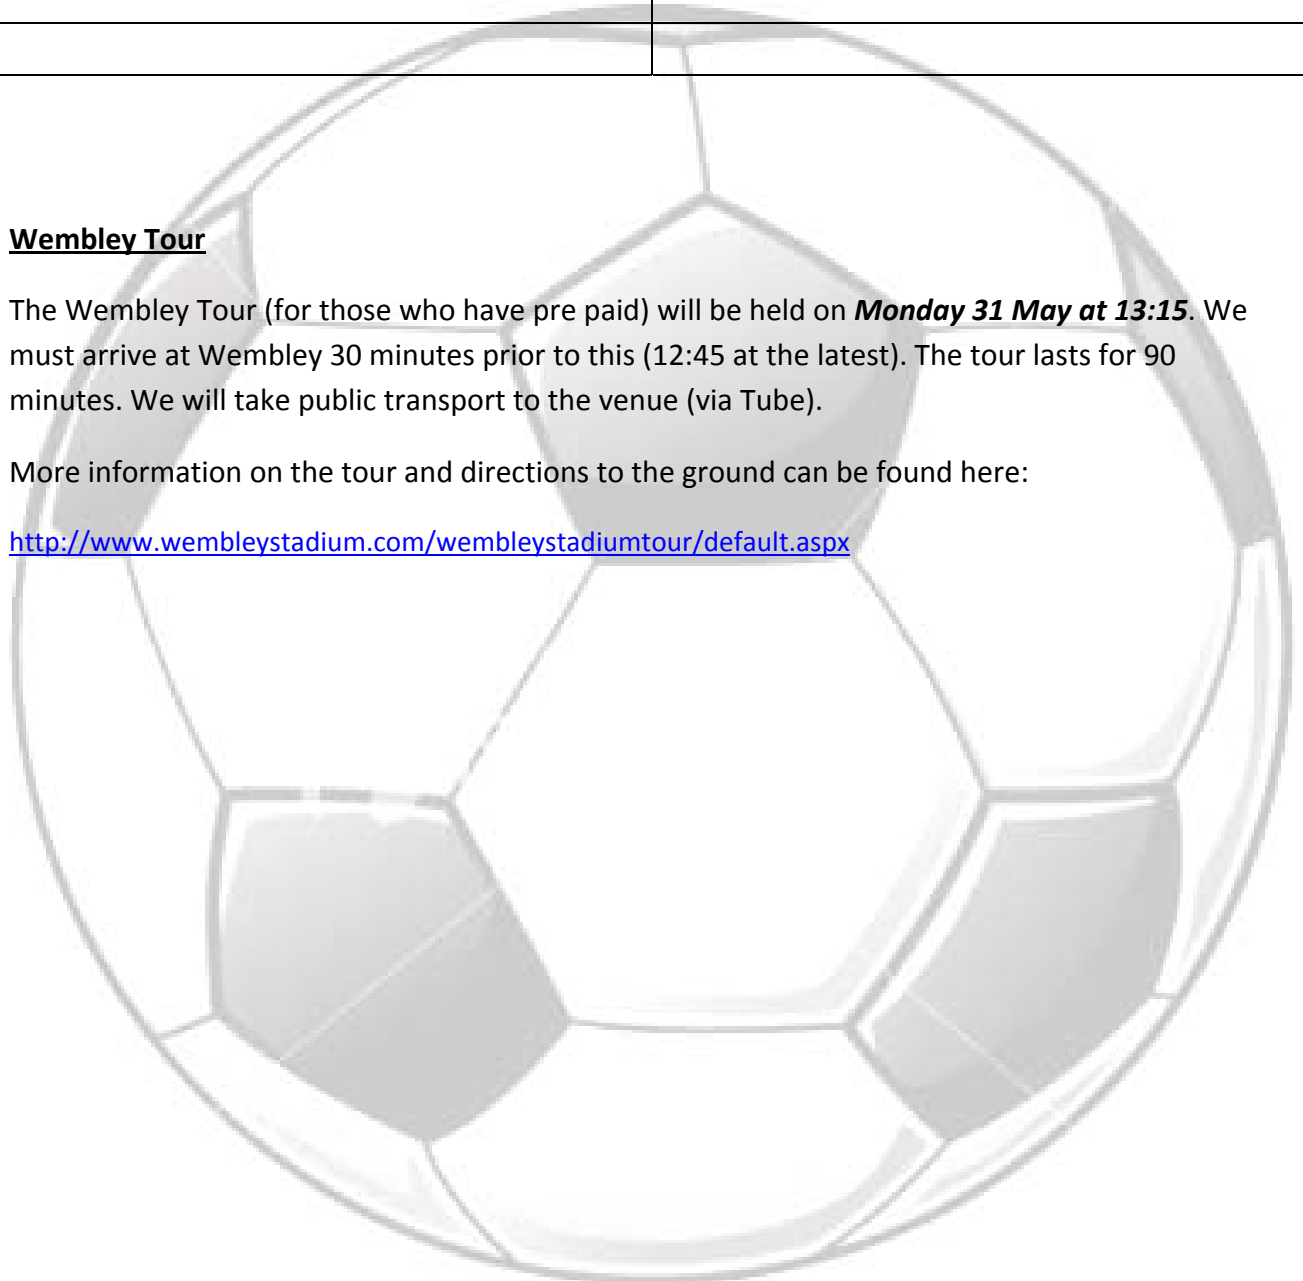 Wembley Tour
The Wembley Tour (for those who have pre paid) will be held on Monday 31 May at 13:15. We
must arrive at Wembley 30 minutes prior to this (12:45 at the latest). The tour lasts for 90
minutes. We will take public transport to the venue (via Tube).
More information on the tour and directions to the ground can be found here:
http://www.wembleystadium.com/wembleystadiumtour/default.aspx